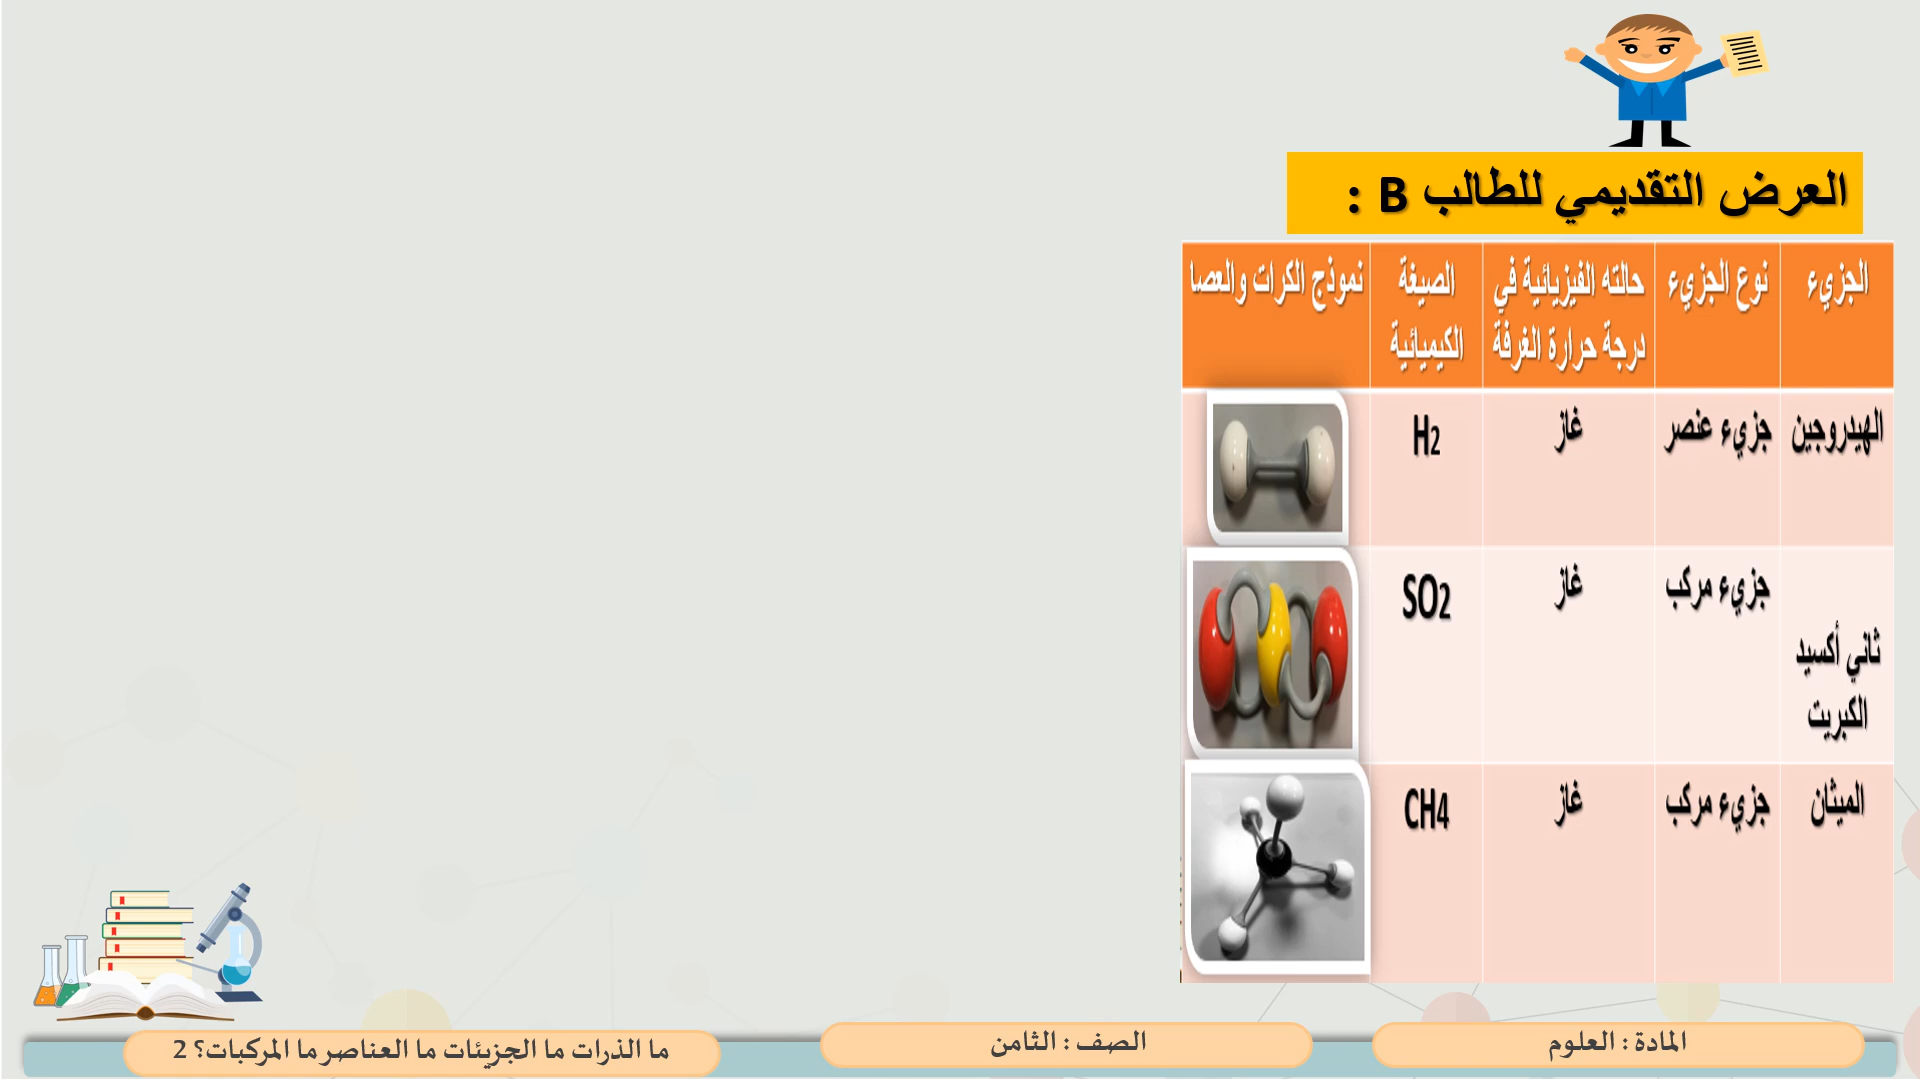 العرض التقديمي للطالب B :
الجزيء
نوع الجزيء
حالته الفيزيائية في
درجة حرارة الغرفة
الصيغة
الكيميائية
نموذج الكرات والعصا
الهيدروجين
جزيء عنصر
غاز
H2
ثاني أكسيد
الكبريت
جزيء مركب
غاز
SO2
الميثان
جزيء مركب
غاز
CH4
المادة : العلوم
الصف : الثامن
ما الذرات ما الجزيئات ما العناصر ما المركبات؟ 2